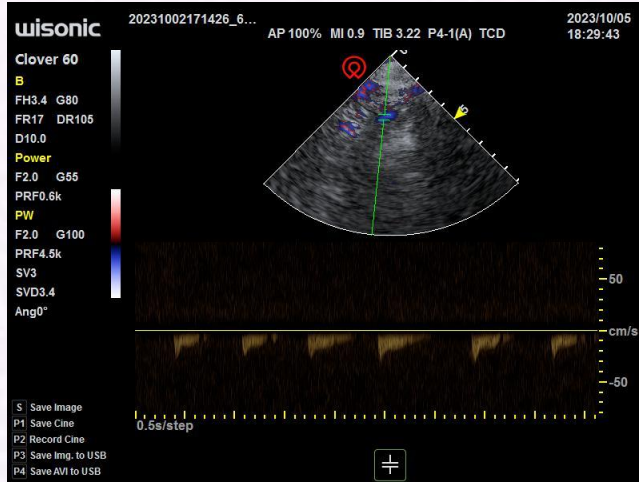 wisonic
20231002171426_6...
AP 100% MI 0.9 TIB 3.22 P4-1(A) TCD
2023/10/05
18:29:43
Clover 60
B
FH3.4 G80
FR17 DR105
D10.0
Power
F2.0 G55
PRF0.6k
PW
F2.0 G100
PRF4.5k
SV3
SVD3.4
Ang0°
5
50
cm/s
-50
0.5s/step
S Save Image
P1 Save Cine
P2 Record Cine
P3 Save Img. to USB
P4 Save AVI to USB